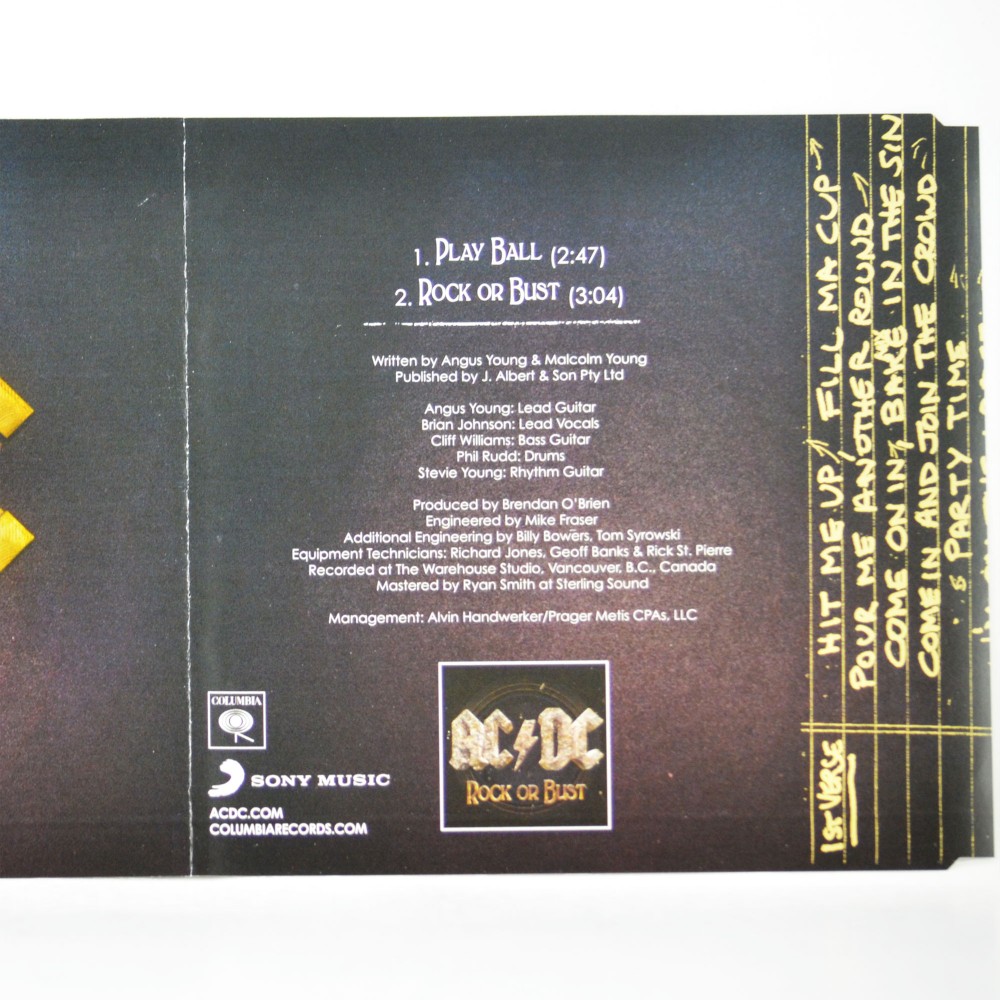 1. PLAY BALL (2:47)
2. ROCK OR BUST (3:04)
Written by Angus Young & Malcolm Young
Published by J. Albert & Son Pty Ltd
Angus Young: Lead Guitar
Brian Johnson: Lead Vocals
Cliff Williams: Bass Guitar
Phil Rudd: Drums
Stevie Young: Rhythm Guitar
Produced by Brendan O'Brien
Engineered by Mike Fraser
Additional Engineering by Billy Bowers, Tom Syrowski
Equipment Technicians: Richard Jones, Geoff Banks & Rick St. Pierre
Recorded at The Warehouse Studio, Vancouver, B.C., Canada
Mastered by Ryan Smith at Sterling Sound
Management: Alvin Handwerker/Prager Metis CPAs, LLC
COLUMBIA
SONY MUSIC
ACDC.COM
COLUMBIARECORDS.COM
AC DC
ROCK OR BUST
1ST VERSE
HIT ME UP, FILL MA CUP
POUR ME ANOTHER ROUND
COME ON IN, BAKE IN THE SIN
COME IN AND JOIN THE CROWD
& PARTY TIME